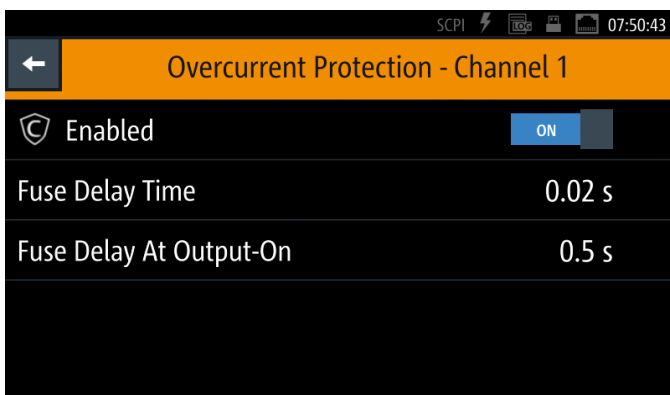 SCPI LOG 07:50:43
Overcurrent Protection - Channel 1
C Enabled ON
Fuse Delay Time 0.02 s
Fuse Delay At Output-On 0.5 s